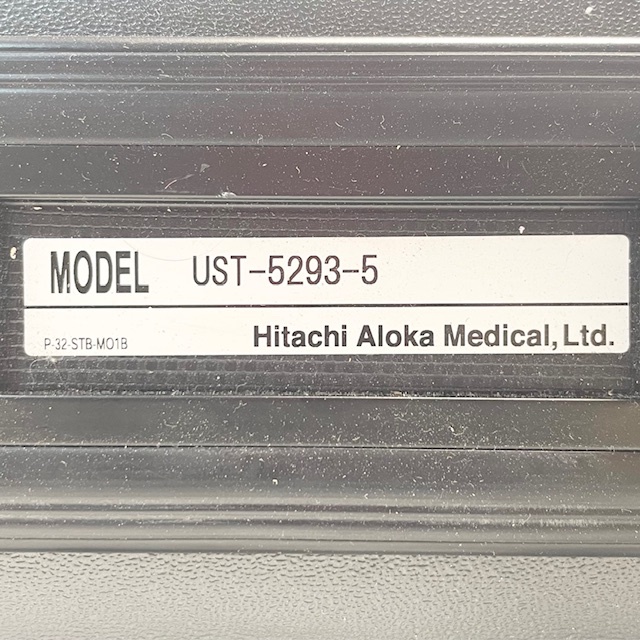 MODEL UST-5293-5
P-32-STB-MO1B Hitachi Aloka Medical,Ltd.